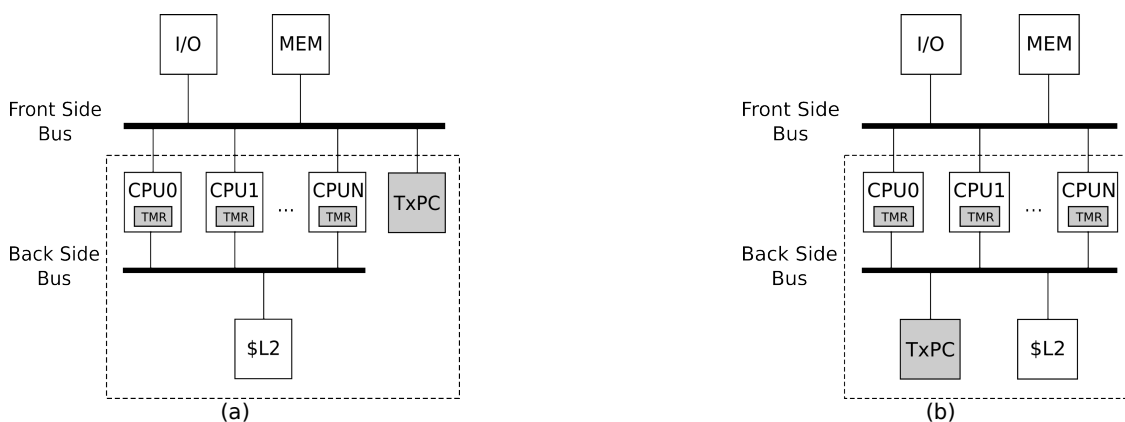 I/O MEM
Front Side
Bus
CPU0 CPU1 ... CPUN TxPC
TMR TMR TMR
Back Side
Bus
$L2
(a)
I/O MEM
Front Side
Bus
CPU0 CPU1 ... CPUN
TMR TMR TMR
Back Side
Bus
TxPC $L2
(b)